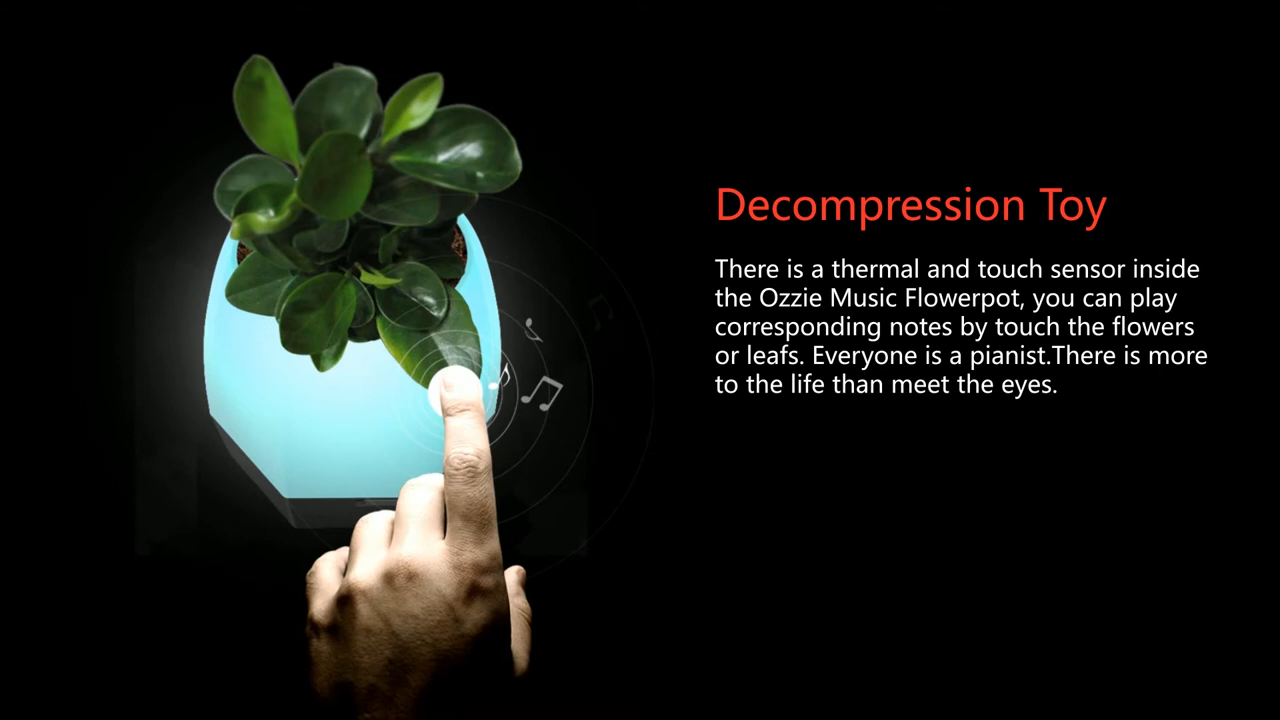 Decompression Toy
There is a thermal and touch sensor inside
the Ozzie Music Flowerpot, you can play
corresponding notes by touch the flowers
or leafs. Everyone is a pianist.There is more
to the life than meet the eyes.